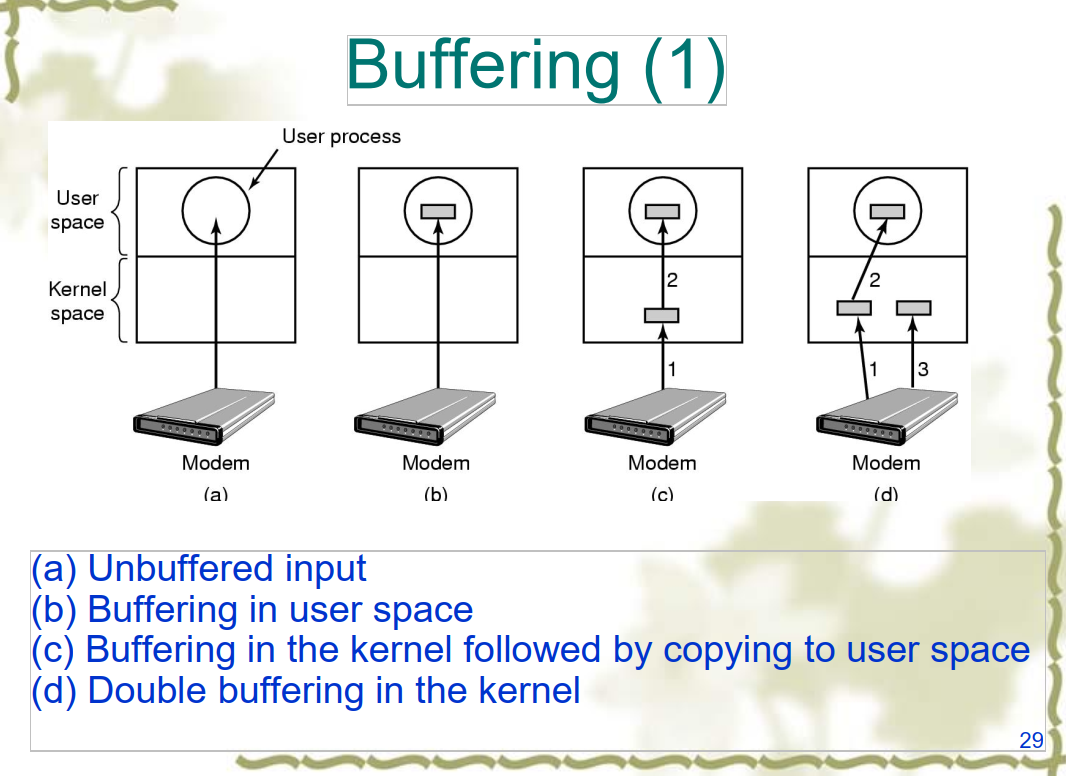 Buffering (1)
User process
User
space
Kernel
space
2
2
1
1
3
Modem
Modem
Modem
Modem
(a)
(b)
(c)
(d)
(a) Unbuffered input
(b) Buffering in user space
(c) Buffering in the kernel followed by copying to user space
(d) Double buffering in the kernel
29